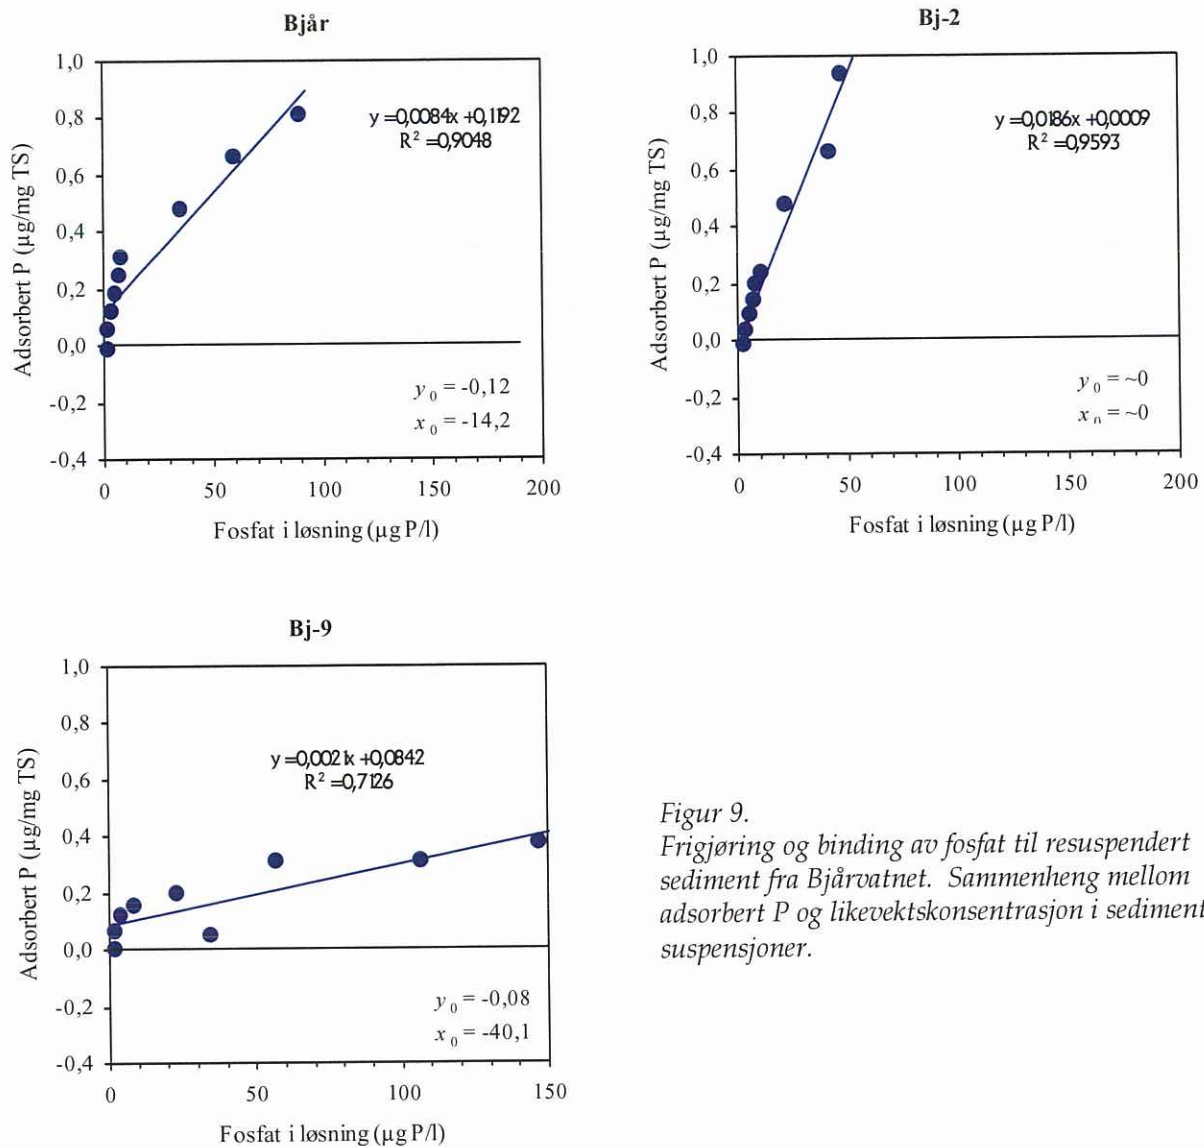 Bjår
1,0
0,8
0,6
0,4
0,2
0,0
-0,2
-0,4
Adsorbert P (µg/mg TS)
y =0,0084x +0,1192
R² =0,9048
y₀ = -0,12
x₀ = -14,2
0 50 100 150 200
Fosfat i løsning (µg P/l)
Bj-2
1,0
0,8
0,6
0,4
0,2
0,0
-0,2
-0,4
Adsorbert P (µg/mg TS)
y =0,0186x +0,0009
R² =0,9593
y₀ = ~0
x₀ = ~0
0 50 100 150 200
Fosfat i løsning (µg P/l)
Bj-9
1,0
0,8
0,6
0,4
0,2
0,0
-0,2
-0,4
Adsorbert P (µg/mg TS)
y =0,0021x +0,0842
R² =0,7126
y₀ = -0,08
x₀ = -40,1
0 50 100 150
Fosfat i løsning (µg P/l)
Figur 9.
Frigjøring og binding av fosfat til resuspendert
sediment fra Bjårvatnet. Sammenheng mellom
adsorbert P og likevektskonsentrasjon i sediment
suspensjoner.